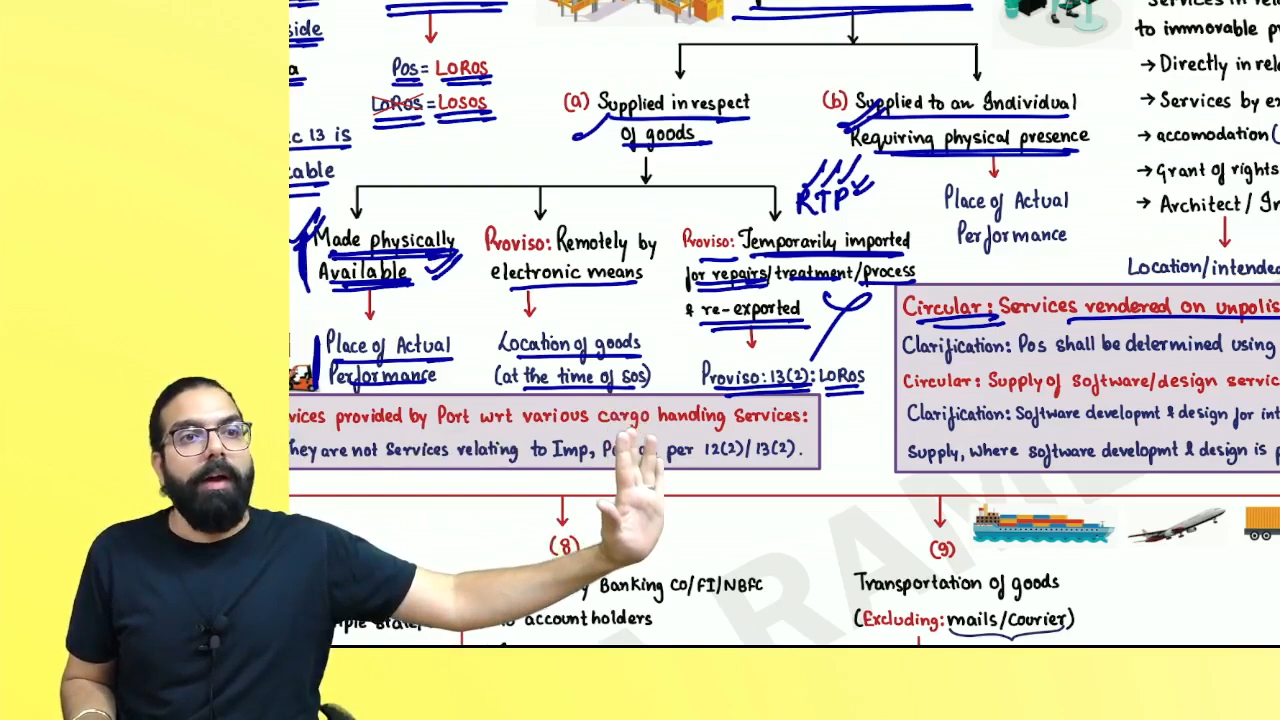 side
a
c 13 is
cable
Pos = LOROS
LOROS = LOSOS
(a) Supplied in respect
Of goods
(b) Supplied to an Individual
Requiring physical presence
Place of Actual
Performance
RTP
Made physically
Available
Place of Actual
Performance
Proviso: Remotely by
electronic means
Location of goods
(at the time of sos)
Proviso: Temporarily imported
for repairs/treatment/process
& re-exported
Proviso: 13(2): LOROS
to immovable p
→ Directly in rel
→ Services by ex
→ accomodation (
→ Grant of rights
→ Architect / In
Location/intende
vices provided by Port wrt various cargo handing Services:
hey are not Services relating to Imp, per 12(2)/13(2).
Circular: Services rendered on unpolis
Clarification: Pos shall be determined using
Circular: Supply of Software/design servic
Clarification: Software developmt & design for int
supply, where software developmt & design is p
(8)
Banking CO/FI/NBFC
account holders
(9)
Transportation of goods
(Excluding: mails/courier)